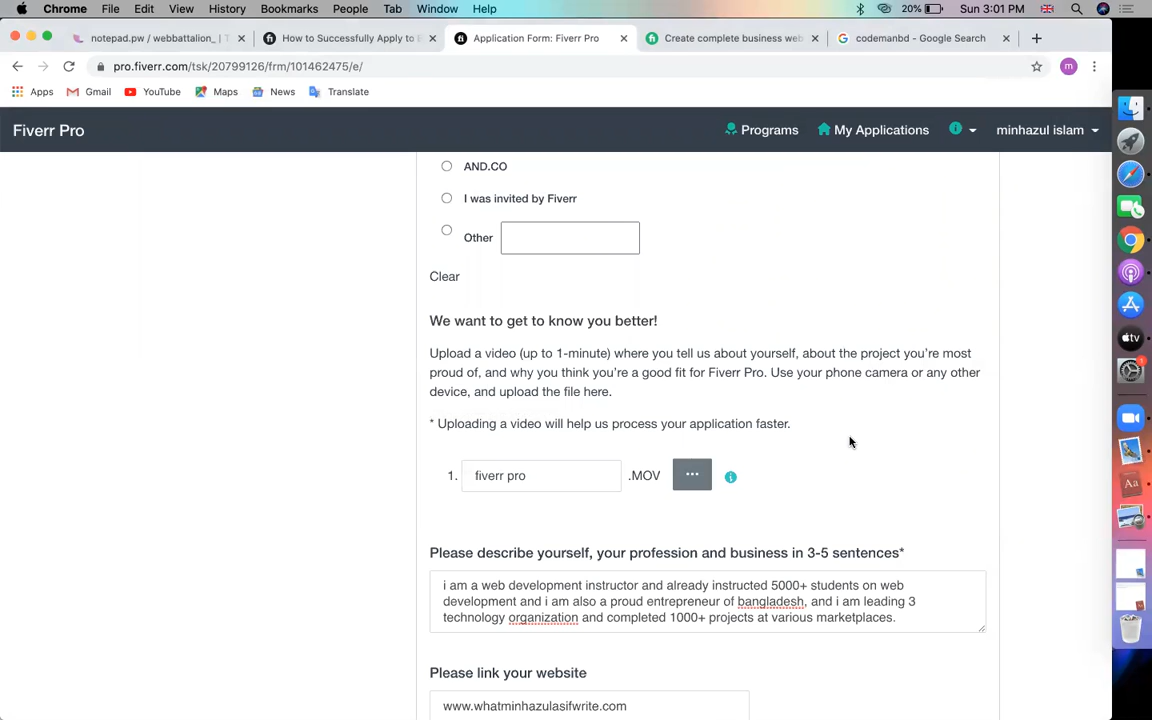 Chrome File Edit View History Bookmarks People Tab Window Help 20% Sun 3:01 PM
notepad.pw / webbattalion_ | T How to Successfully Apply to Application Form: Fiverr Pro Create complete business web codemanbd - Google Search
pro.fiverr.com/tsk/20799126/frm/101462475/e/ m
Apps Gmail YouTube Maps News Translate
Fiverr Pro Programs My Applications minhazul islam
AND.CO
I was invited by Fiverr
Other
Clear
We want to get to know you better!
Upload a video (up to 1-minute) where you tell us about yourself, about the project you're most
proud of, and why you think you're a good fit for Fiverr Pro. Use your phone camera or any other
device, and upload the file here.
* Uploading a video will help us process your application faster.
1. fiverr pro .MOV ...
Please describe yourself, your profession and business in 3-5 sentences*
i am a web development instructor and already instructed 5000+ students on web
development and i am also a proud entrepreneur of bangladesh, and i am leading 3
technology organization and completed 1000+ projects at various marketplaces.
Please link your website
www.whatminhazulasifwrite.com